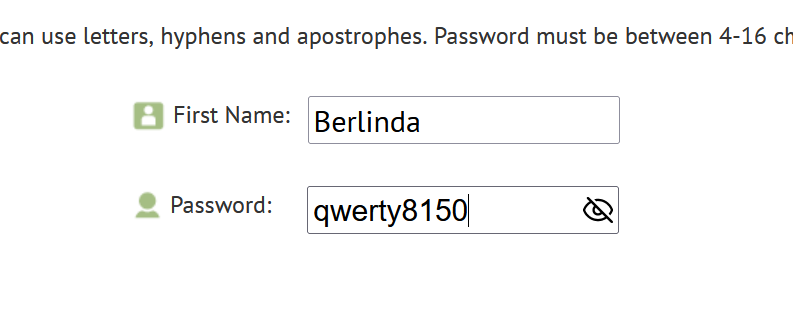 can use letters, hyphens and apostrophes. Password must be between 4-16 ch
First Name: Berlinda
Password: qwerty8150